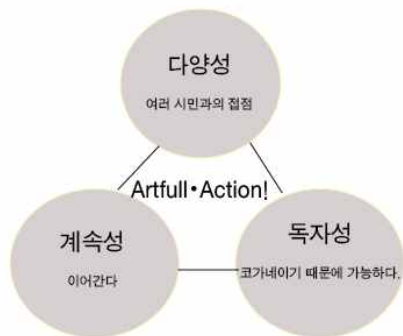 다양성
여러 시민과의 접점
Artfull•Action!
계속성
이어간다
독자성
코가네이기 때문에 가능하다.